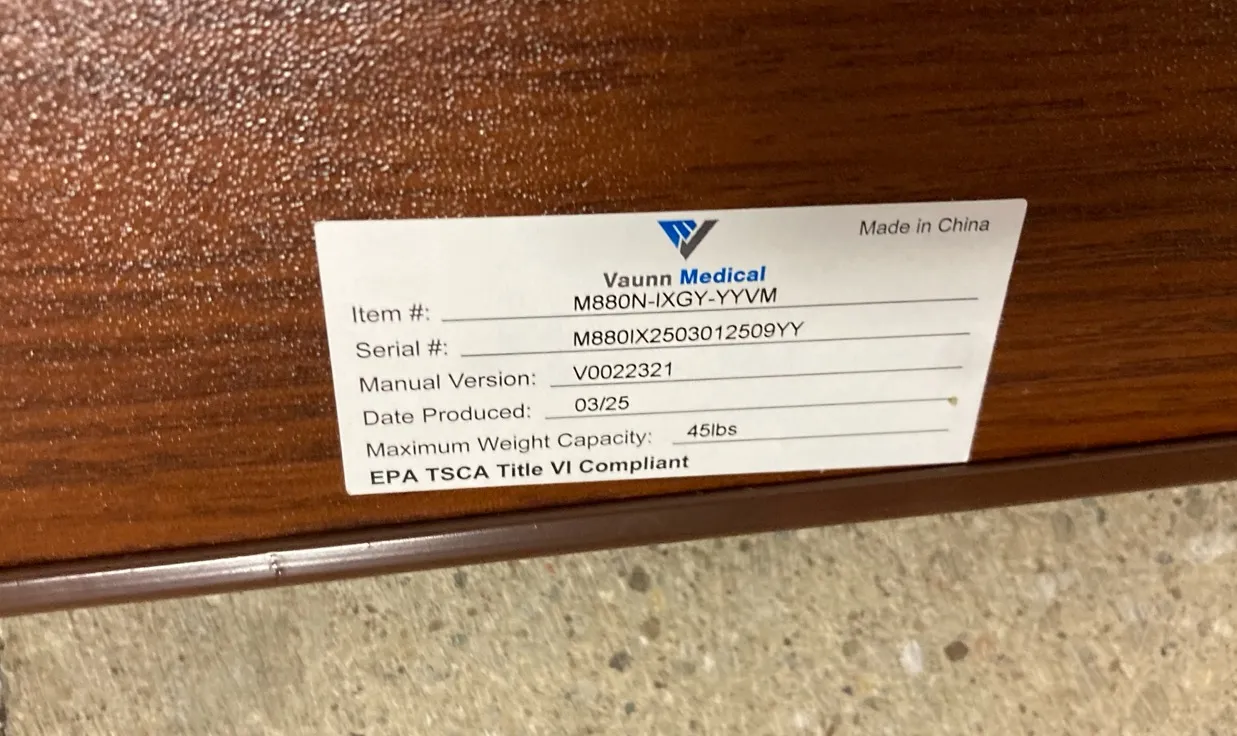 Made in China
Vaunn Medical
Item #: M880N-IXGY-YYVM
Serial #: M880IX2503012509YY
Manual Version: V0022321
Date Produced: 03/25
Maximum Weight Capacity: 45lbs
EPA TSCA Title VI Compliant